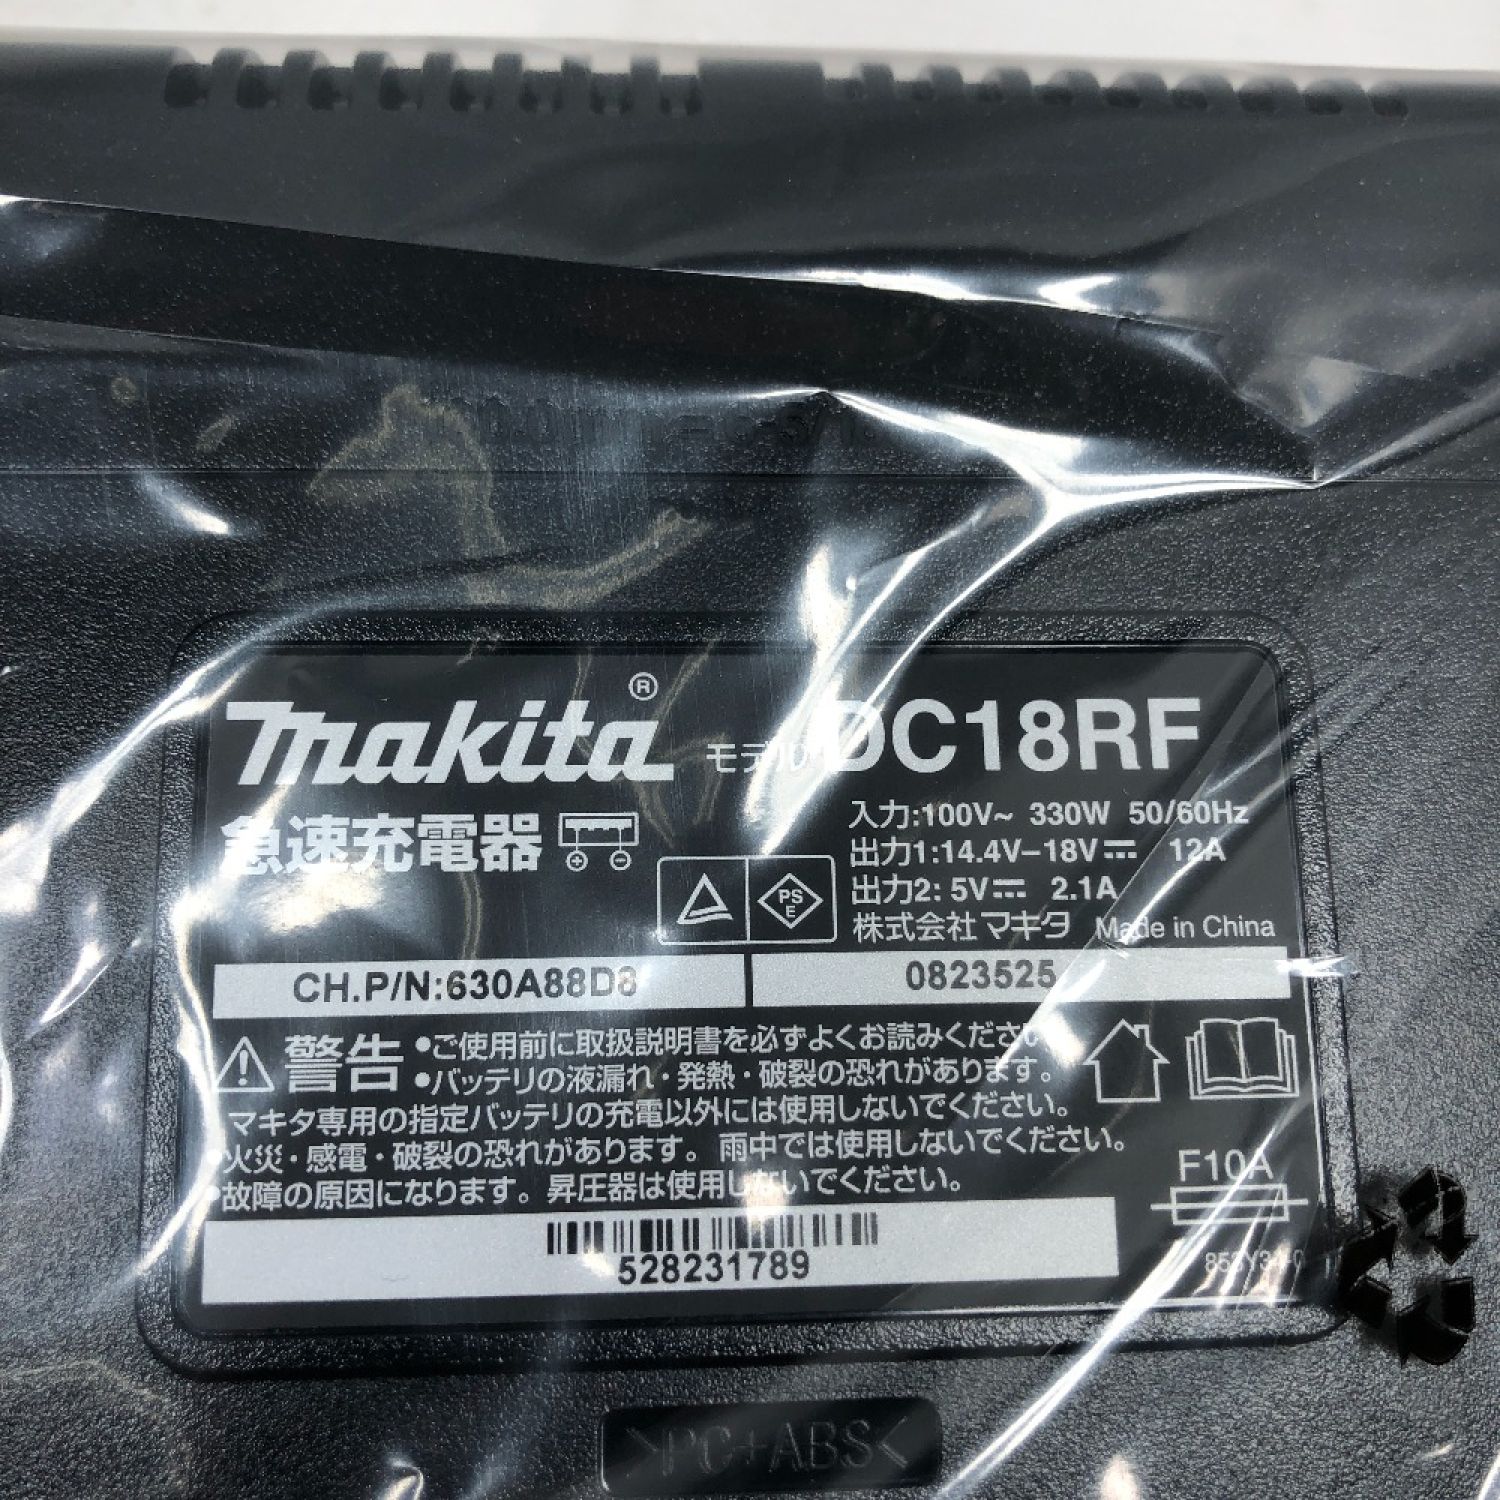 makita®
モデル DC18RF
急速充電器
入力:100V~ 330W 50/60Hz
出力1:14.4V–18V⎓ 12A
出力2: 5V⎓ 2.1A
PS
E
株式会社マキタ Made in China
CH.P/N:630A88D8
0823525
警告
•ご使用前に取扱説明書を必ずよくお読みください
•バッテリの液漏れ・発熱・破裂の恐れがあります。
マキタ専用の指定バッテリの充電以外には使用しないでください。
•火災・感電・破裂の恐れがあります。雨中では使用しないでください。
•故障の原因になります。昇圧器は使用しないでください。
F10A
528231789
>PC+ABS<